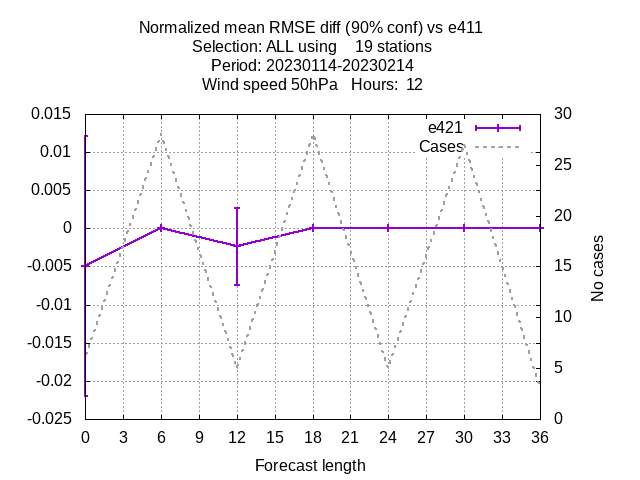 Normalized mean RMSE diff (90% conf) vs e411
Selection: ALL using    19 stations
Period: 20230114-20230214
Wind speed 50hPa   Hours:  12
0.015
0.01
0.005
0
-0.005
-0.01
-0.015
-0.02
-0.025
e421
Cases
30
25
20
15
10
5
0
No cases
0 3 6 9 12 15 18 21 24 27 30 33 36
Forecast length